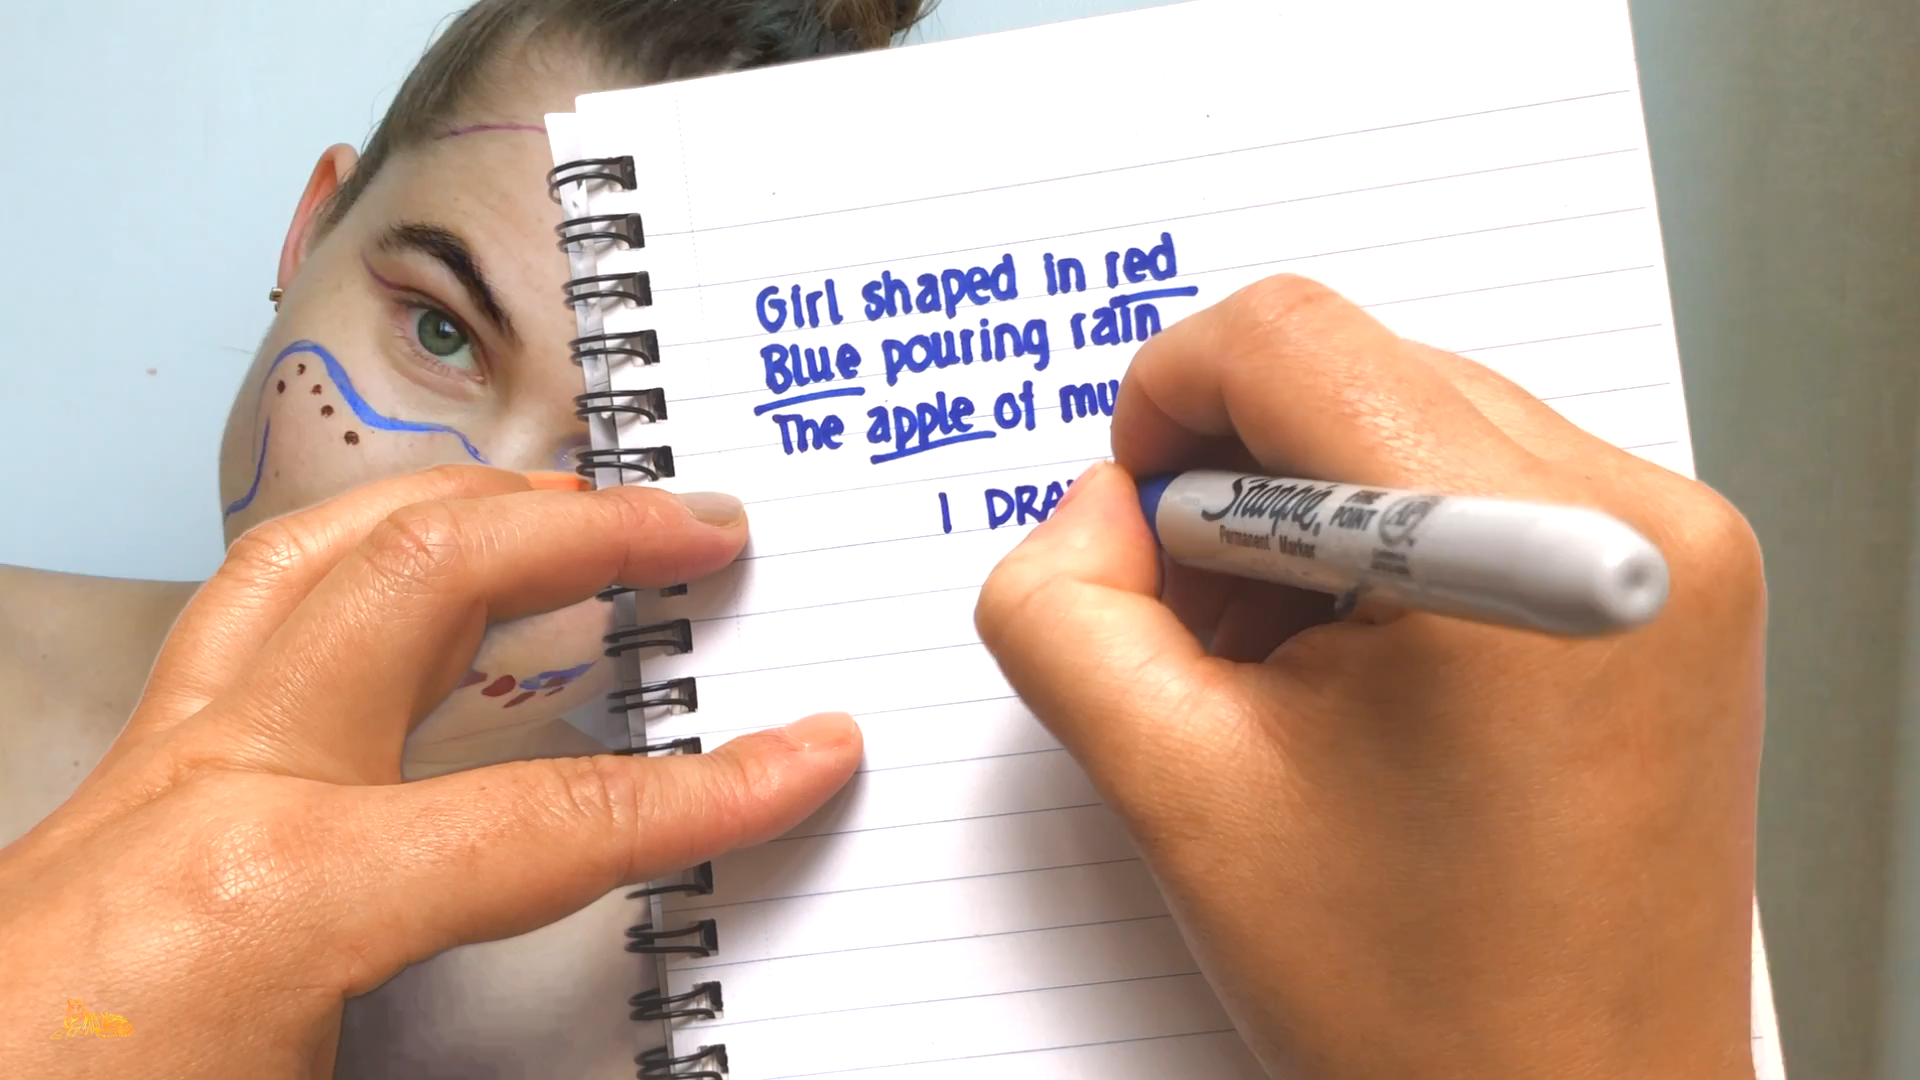 Girl shaped in red
Blue pouring rain
The apple of mu
I DRA
Sharpie. FINE POINT
Permanent Marker